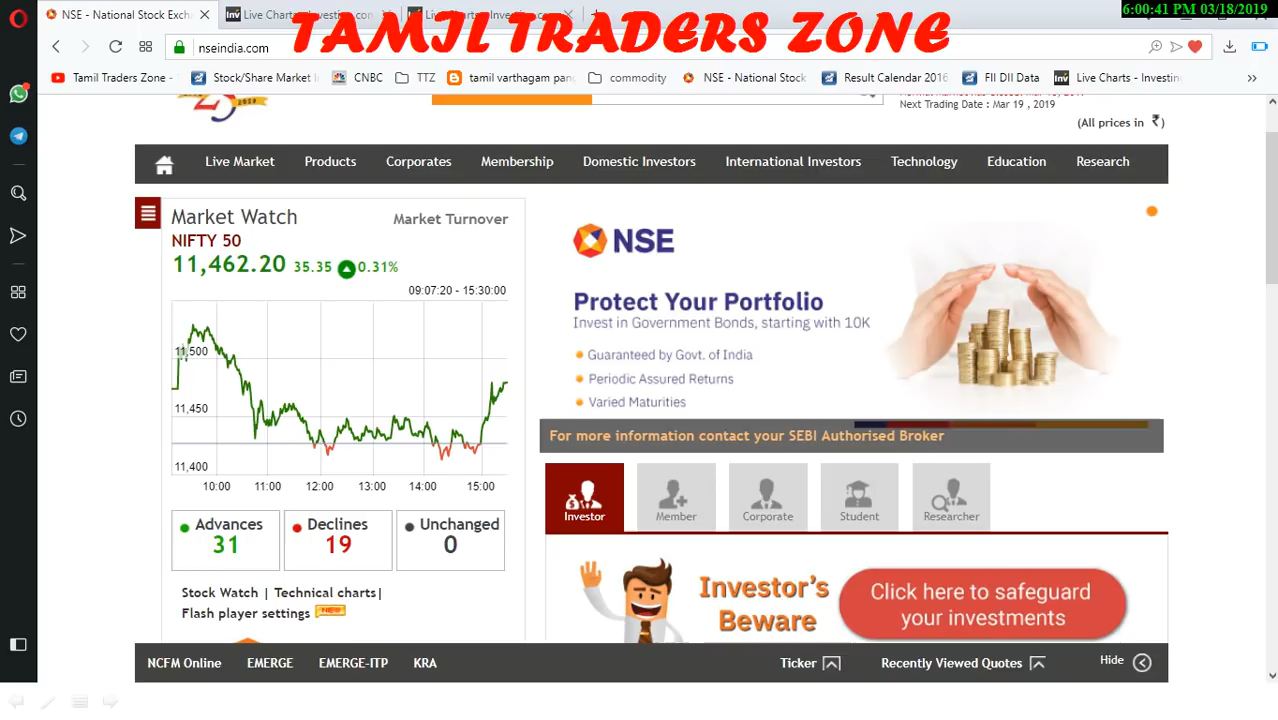 6:00:41 PM 03/18/2019
NSE - National Stock Exch
Live Charts - Investing.com
Live Charts - Investing.c
TAMIL TRADERS ZONE
nseindia.com
Tamil Traders Zone -
Stock/Share Market I
CNBC
TTZ
tamil varthagam pang
commodity
NSE - National Stock
Result Calendar 2016
FII DII Data
Live Charts - Investin
Next Trading Date : Mar 19 , 2019
(All prices in ₹)
Live Market
Products
Corporates
Membership
Domestic Investors
International Investors
Technology
Education
Research
Market Watch
Market Turnover
NIFTY 50
11,462.20 35.35 0.31%
09:07:20 - 15:30:00
11,500
11,450
11,400
10:00 11:00 12:00 13:00 14:00 15:00
Advances
31
Declines
19
Unchanged
0
Stock Watch | Technical charts|
Flash player settings NEW
NSE
Protect Your Portfolio
Invest in Government Bonds, starting with 10K
Guaranteed by Govt. of India
Periodic Assured Returns
Varied Maturities
For more information contact your SEBI Authorised Broker
Investor
Member
Corporate
Student
Researcher
Investor's
Beware
Click here to safeguard
your investments
NCFM Online
EMERGE
EMERGE-ITP
KRA
Ticker
Recently Viewed Quotes
Hide